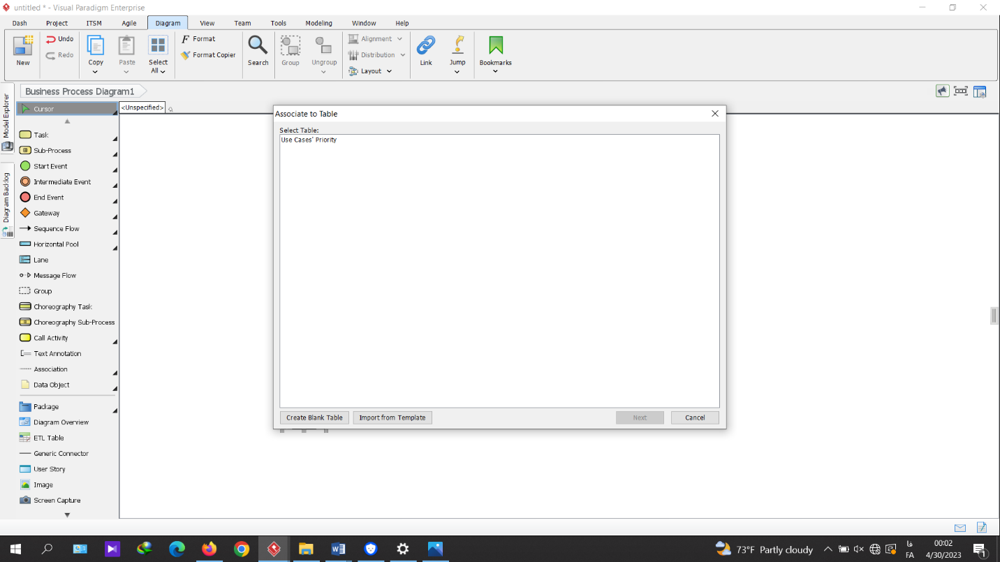 untitled * - Visual Paradigm Enterprise
Dash Project ITSM Agile Diagram View Team Tools Modeling Window Help
New
Undo
Redo
Copy
Paste
Select All
Format
Format Copier
Search
Group
Ungroup
Alignment
Distribution
Layout
Link
Jump
Bookmarks
Business Process Diagram1
Model Explorer
Diagram Backlog
Cursor
<Unspecified>
Task
Sub-Process
Start Event
Intermediate Event
End Event
Gateway
Sequence Flow
Horizontal Pool
Lane
Message Flow
Group
Choreography Task
Choreography Sub-Process
Call Activity
Text Annotation
Association
Data Object
Package
Diagram Overview
ETL Table
Generic Connector
User Story
Image
Screen Capture
Associate to Table
Select Table:
Use Cases' Priority
Create Blank Table Import from Template Next Cancel
73°F Partly cloudy
فا
FA
00:02
4/30/2023
1